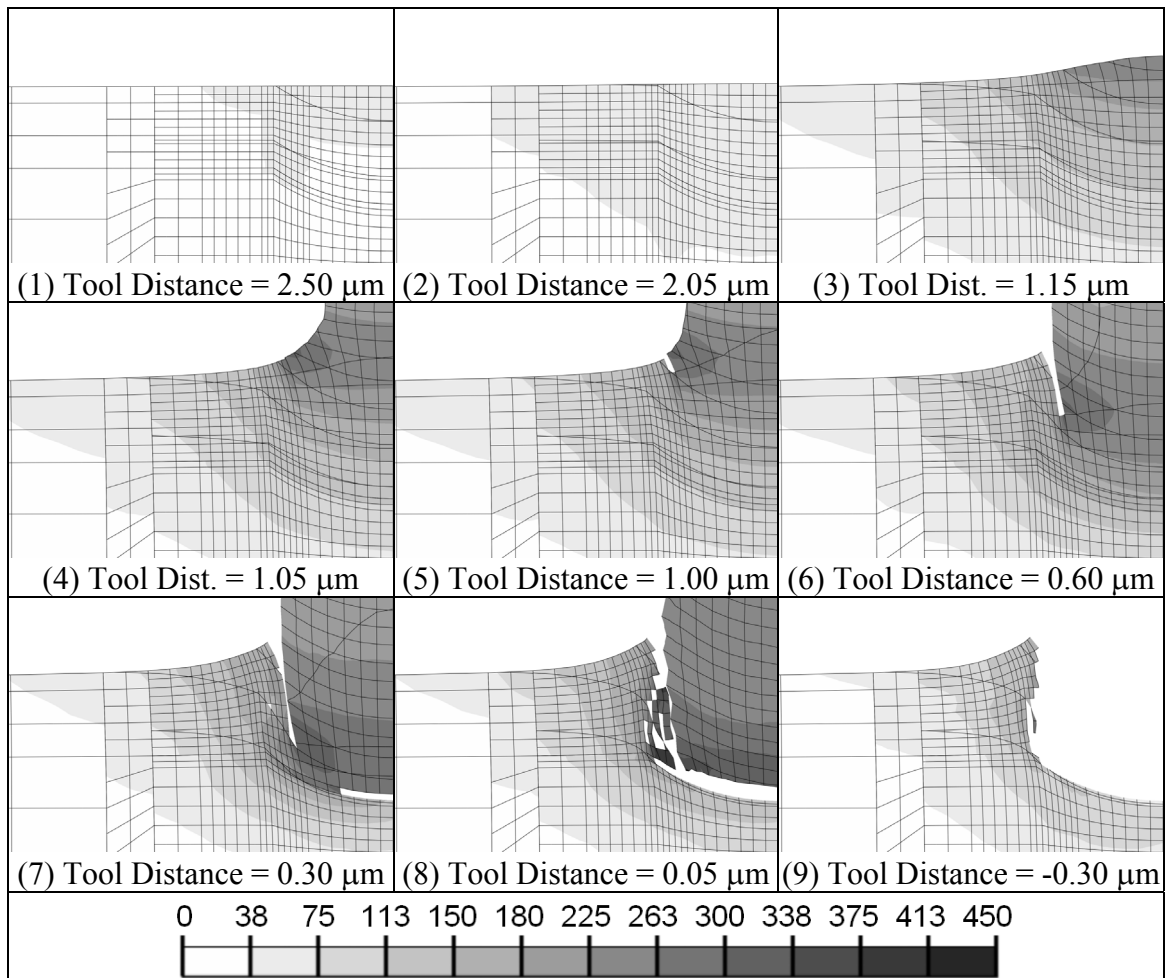 (1) Tool Distance = 2.50 μm
(2) Tool Distance = 2.05 μm
(3) Tool Dist. = 1.15 μm
(4) Tool Dist. = 1.05 μm
(5) Tool Distance = 1.00 μm
(6) Tool Distance = 0.60 μm
(7) Tool Distance = 0.30 μm
(8) Tool Distance = 0.05 μm
(9) Tool Distance = -0.30 μm
0 38 75 113 150 180 225 263 300 338 375 413 450